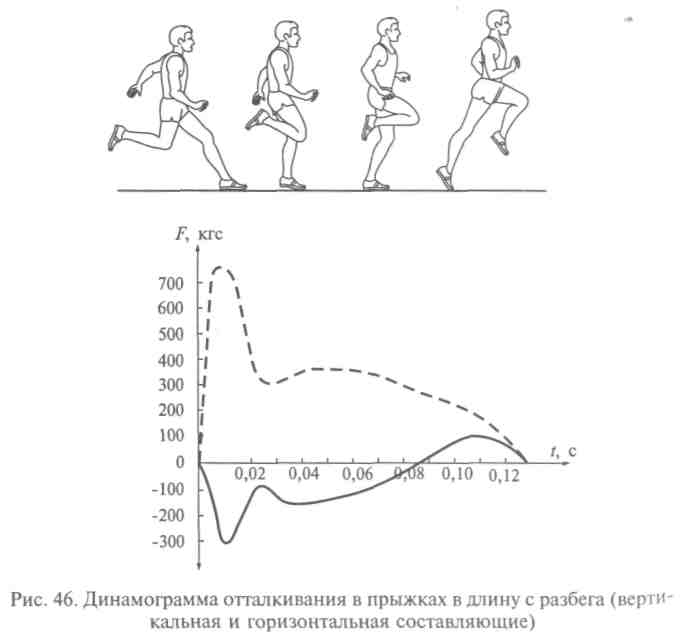 F, кгс
700
600
500
400
300
200
100
0
-100
-200
-300
0,02 0,04 0,06 0,08 0,10 0,12
t, с
Рис. 46. Динамограмма отталкивания в прыжках в длину с разбега (верти-
кальная и горизонтальная составляющие)